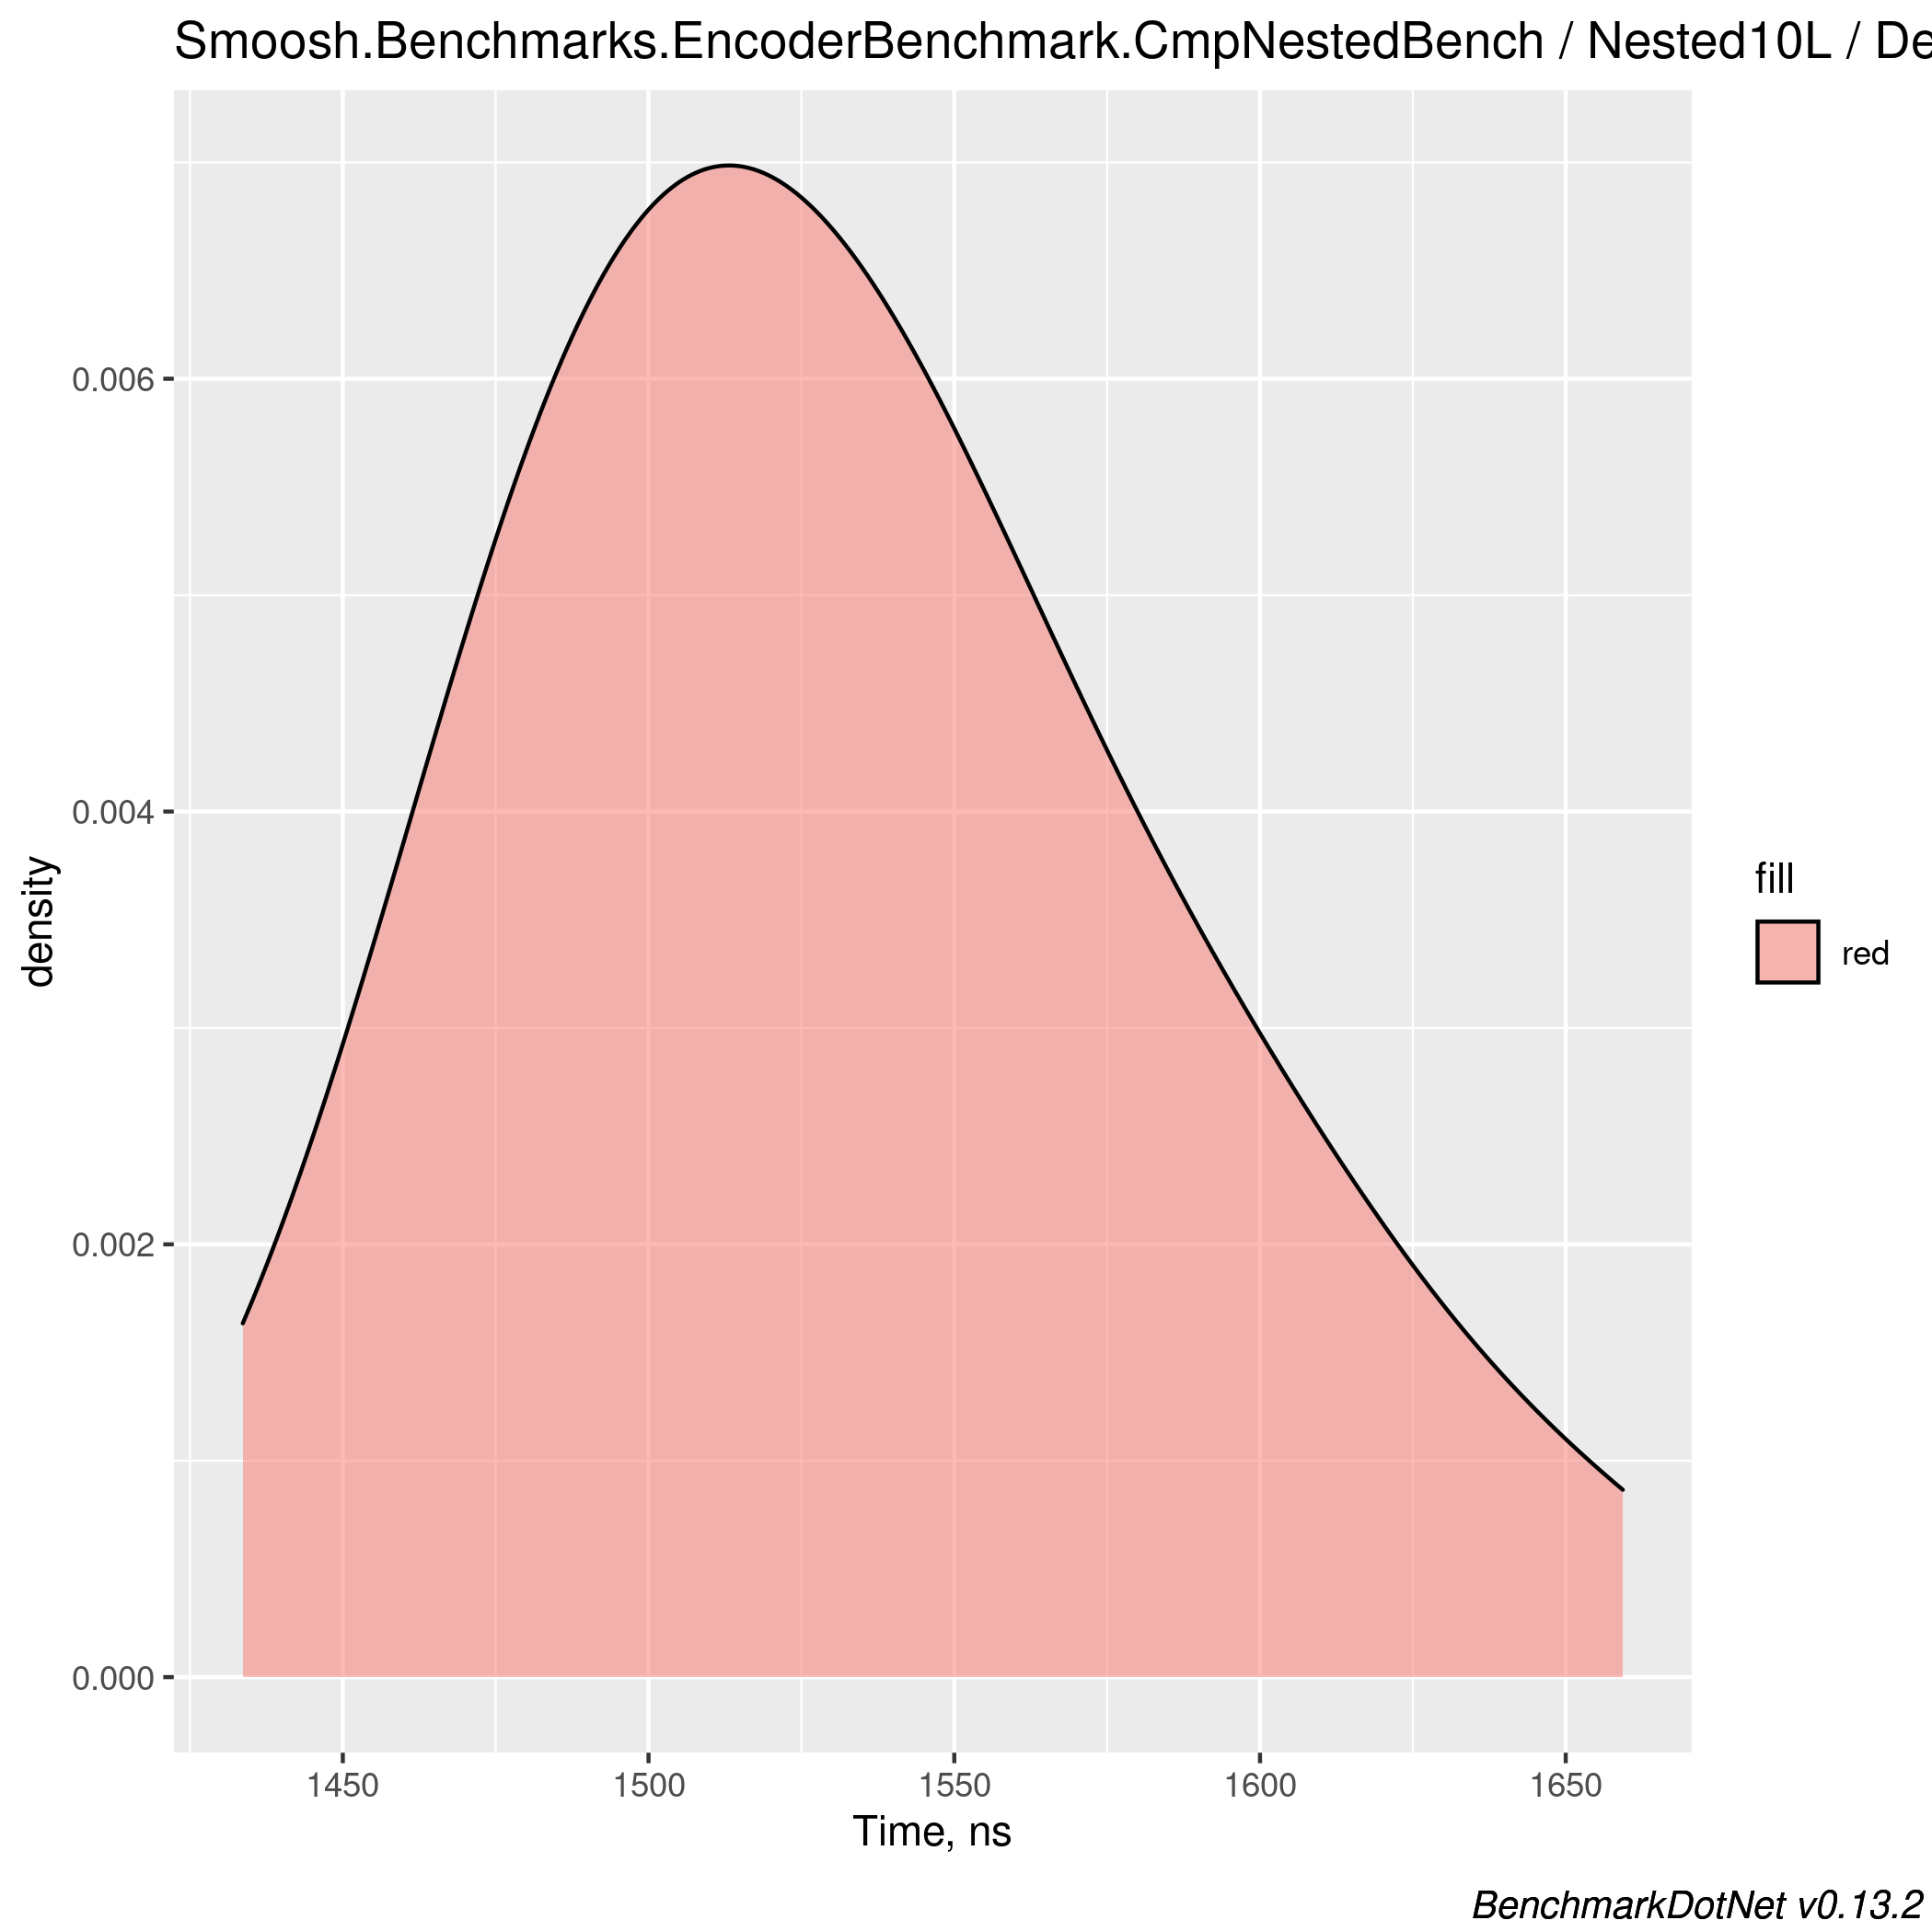 Smoosh.Benchmarks.EncoderBenchmark.CmpNestedBench / Nested10L / De
density
0.006
0.004
0.002
0.000
1450 1500 1550 1600 1650
Time, ns
fill
red
BenchmarkDotNet v0.13.2